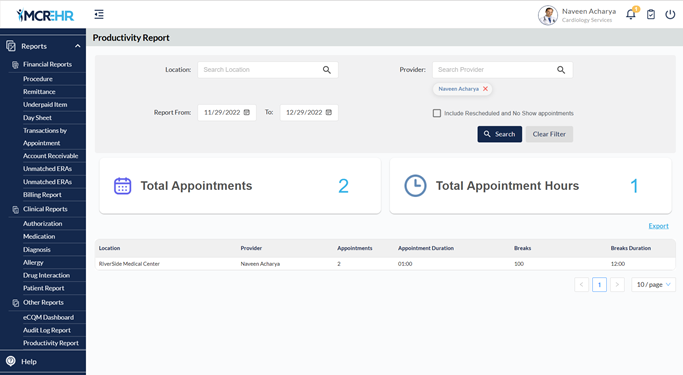 MCREHR
Naveen Acharya
Cardiology Services
4
Reports
Financial Reports
Procedure
Remittance
Underpaid Item
Day Sheet
Transactions by
Appointment
Account Receivable
Unmatched ERAs
Unmatched ERAs
Billing Report
Clinical Reports
Authorization
Medication
Diagnosis
Allergy
Drug Interaction
Patient Report
Other Reports
eCQM Dashboard
Audit Log Report
Productivity Report
Help
Productivity Report
Location: Search Location
Provider: Search Provider
Naveen Acharya ×
Report From: 11/29/2022 To: 12/29/2022
Include Rescheduled and No Show appointments
Search Clear Filter
Total Appointments 2
Total Appointment Hours 1
Export
Location Provider Appointments Appointment Duration Breaks Breaks Duration
RiverSide Medical Center Naveen Acharya 2 01:00 100 12:00
< 1 > 10 / page